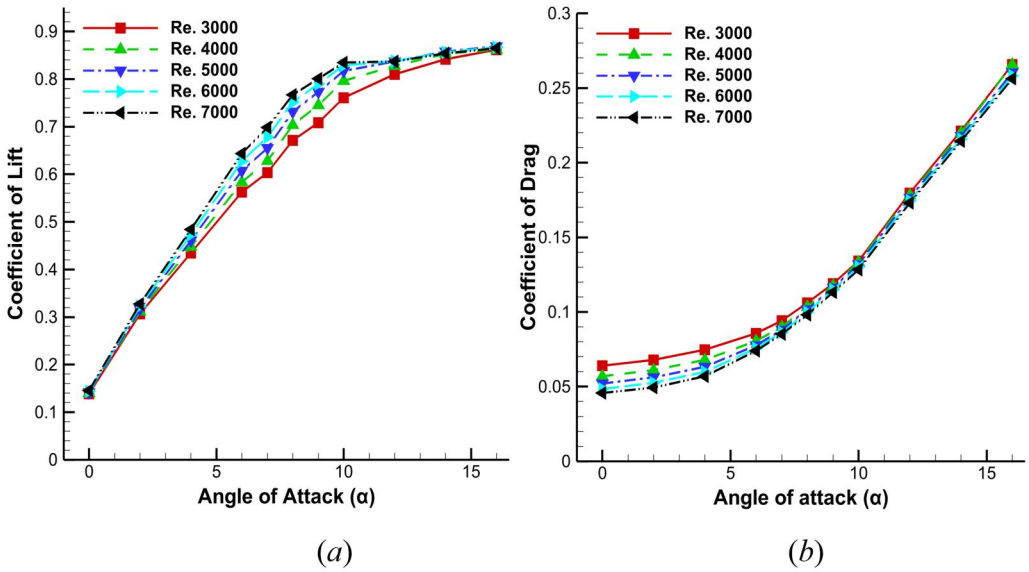 Re. 3000
Re. 4000
Re. 5000
Re. 6000
Re. 7000
Coefficient of Lift
0.9
0.8
0.7
0.6
0.5
0.4
0.3
0.2
0.1
0
0
5
10
15
Angle of Attack (α)
(a)
Re. 3000
Re. 4000
Re. 5000
Re. 6000
Re. 7000
Coefficient of Drag
0.3
0.25
0.2
0.15
0.1
0.05
0
0
5
10
15
Angle of attack (α)
(b)